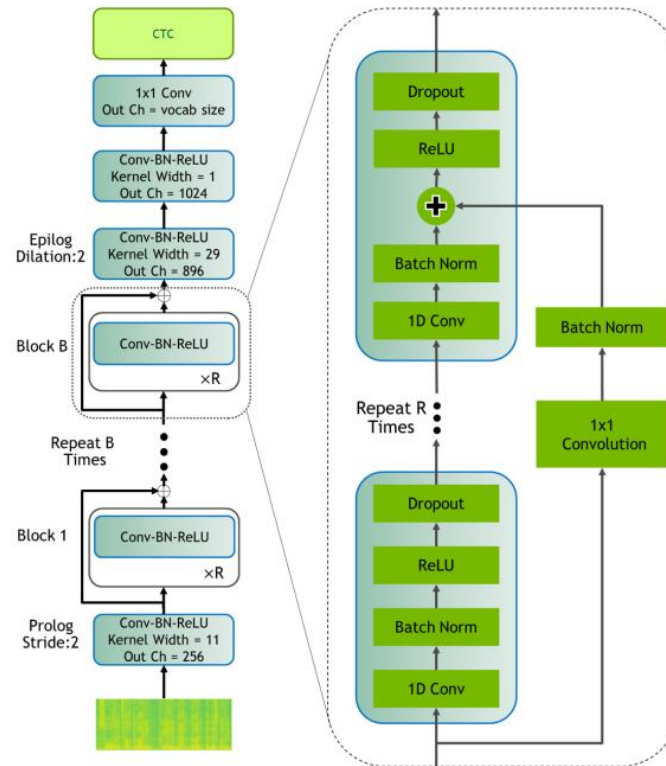 CTC
1x1 Conv
Out Ch = vocab size
Conv-BN-ReLU
Kernel Width = 1
Out Ch = 1024
Epilog
Dilation:2
Conv-BN-ReLU
Kernel Width = 29
Out Ch = 896
Block B
Conv-BN-ReLU
×R
Repeat B
Times
Block 1
Conv-BN-ReLU
×R
Prolog
Stride:2
Conv-BN-ReLU
Kernel Width = 11
Out Ch = 256
Dropout
ReLU
+
Batch Norm
1D Conv
Batch Norm
1x1
Convolution
Repeat R
Times
Dropout
ReLU
Batch Norm
1D Conv